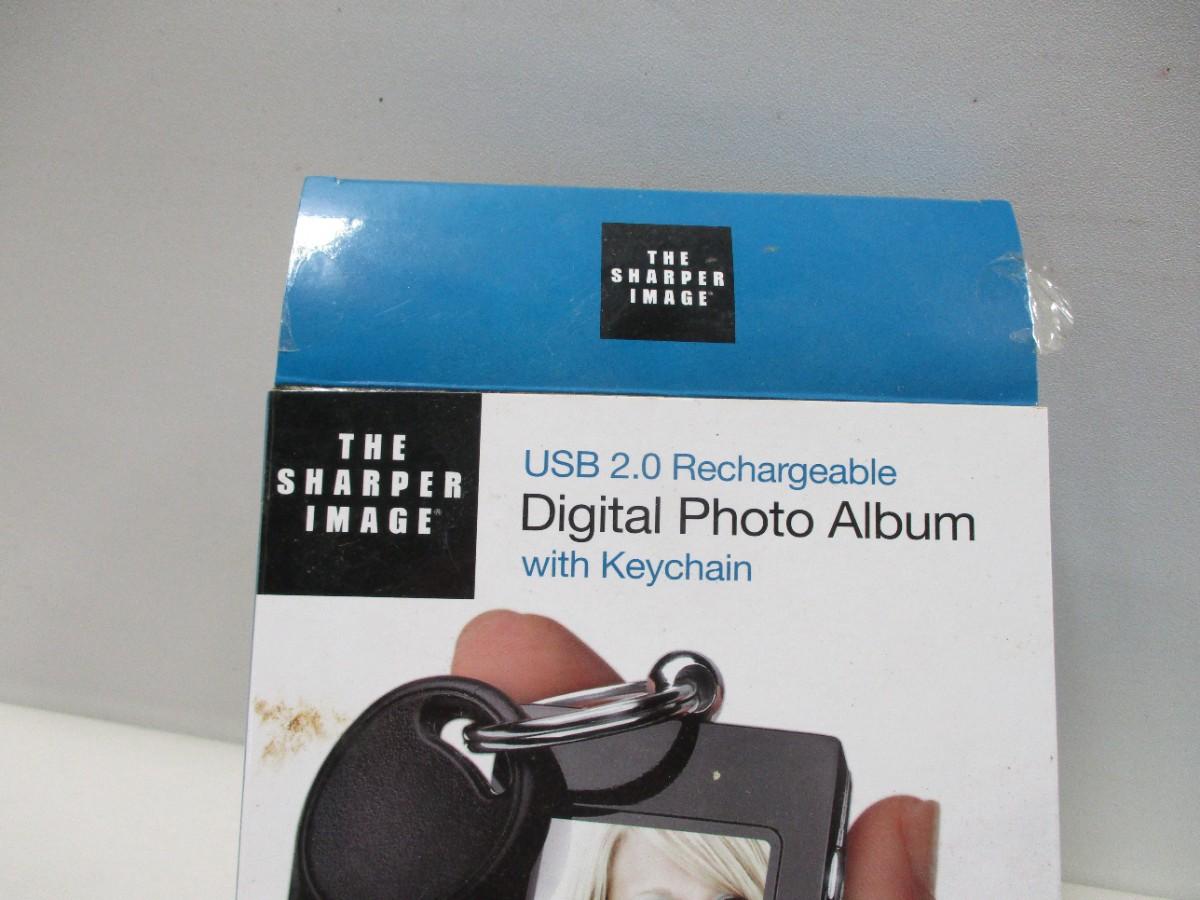 THE
SHARPER
IMAGE®
THE
SHARPER
IMAGE®
USB 2.0 Rechargeable
Digital Photo Album
with Keychain